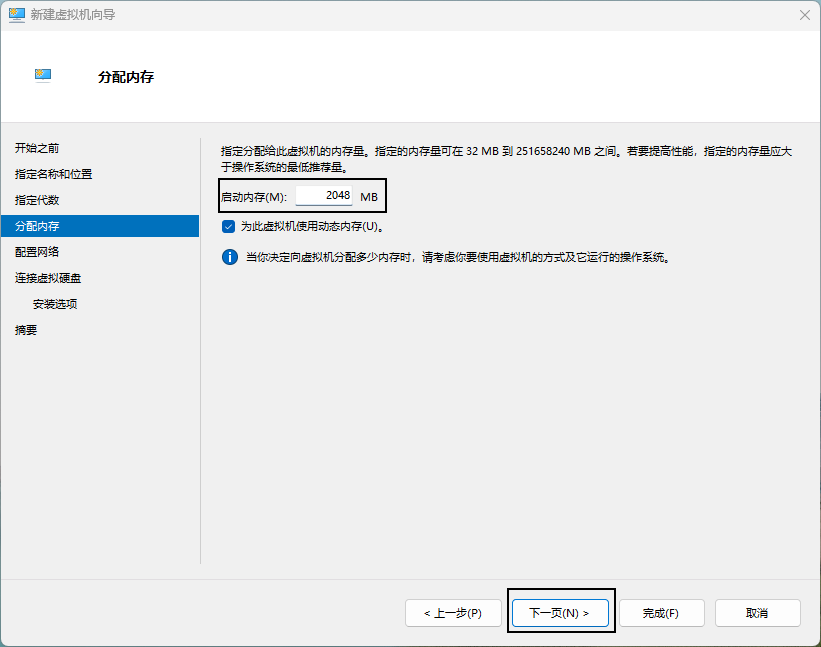 新建虚拟机向导
分配内存
开始之前
指定名称和位置
指定代数
分配内存
配置网络
连接虚拟硬盘
安装选项
摘要
指定分配给此虚拟机的内存量。指定的内存量可在 32 MB 到 251658240 MB 之间。若要提高性能，指定的内存量应大
于操作系统的最低推荐量。
启动内存(M): 2048 MB
为此虚拟机使用动态内存(U)。
当你决定向虚拟机分配多少内存时，请考虑你要使用虚拟机的方式及它运行的操作系统。
< 上一步(P) 下一页(N) > 完成(F) 取消